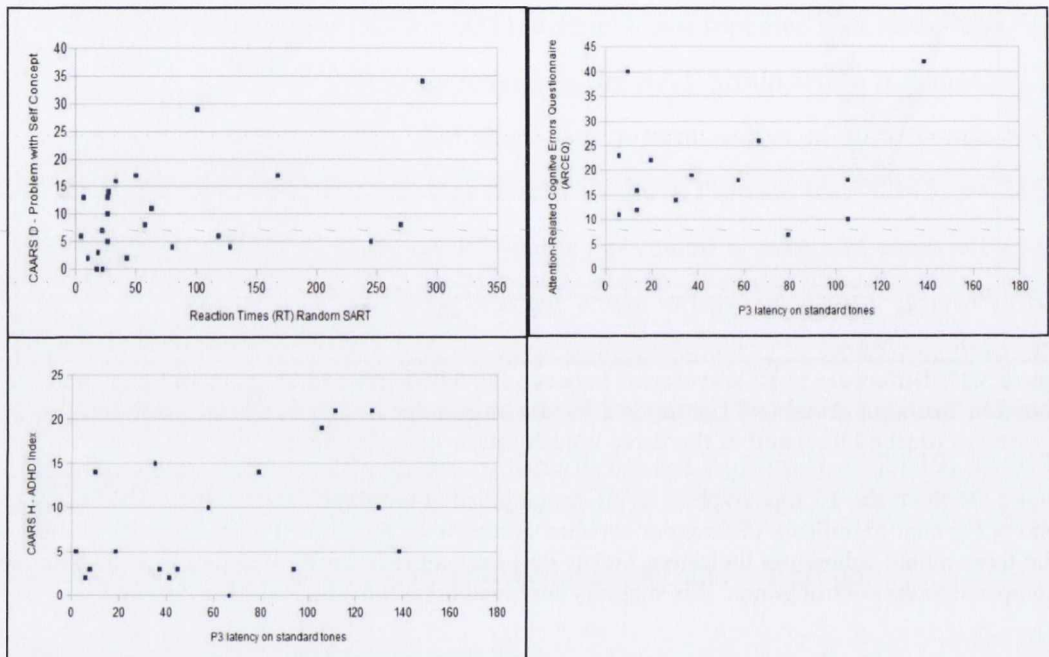 40
35
30
25
20
15
10
5
0
0 50 100 150 200 250 300 350
CAARS D - Problem with Self Concept
Reaction Times (RT) Random SART
45
40
35
30
25
20
15
10
5
0
0 20 40 60 80 100 120 140 160 180
Attention-Related Cognitive Errors Questionnaire
(ARCEQ)
P3 latency on standard tones
25
20
15
10
5
0
0 20 40 60 80 100 120 140 160 180
CAARS H - ADHD Index
P3 latency on standard tones